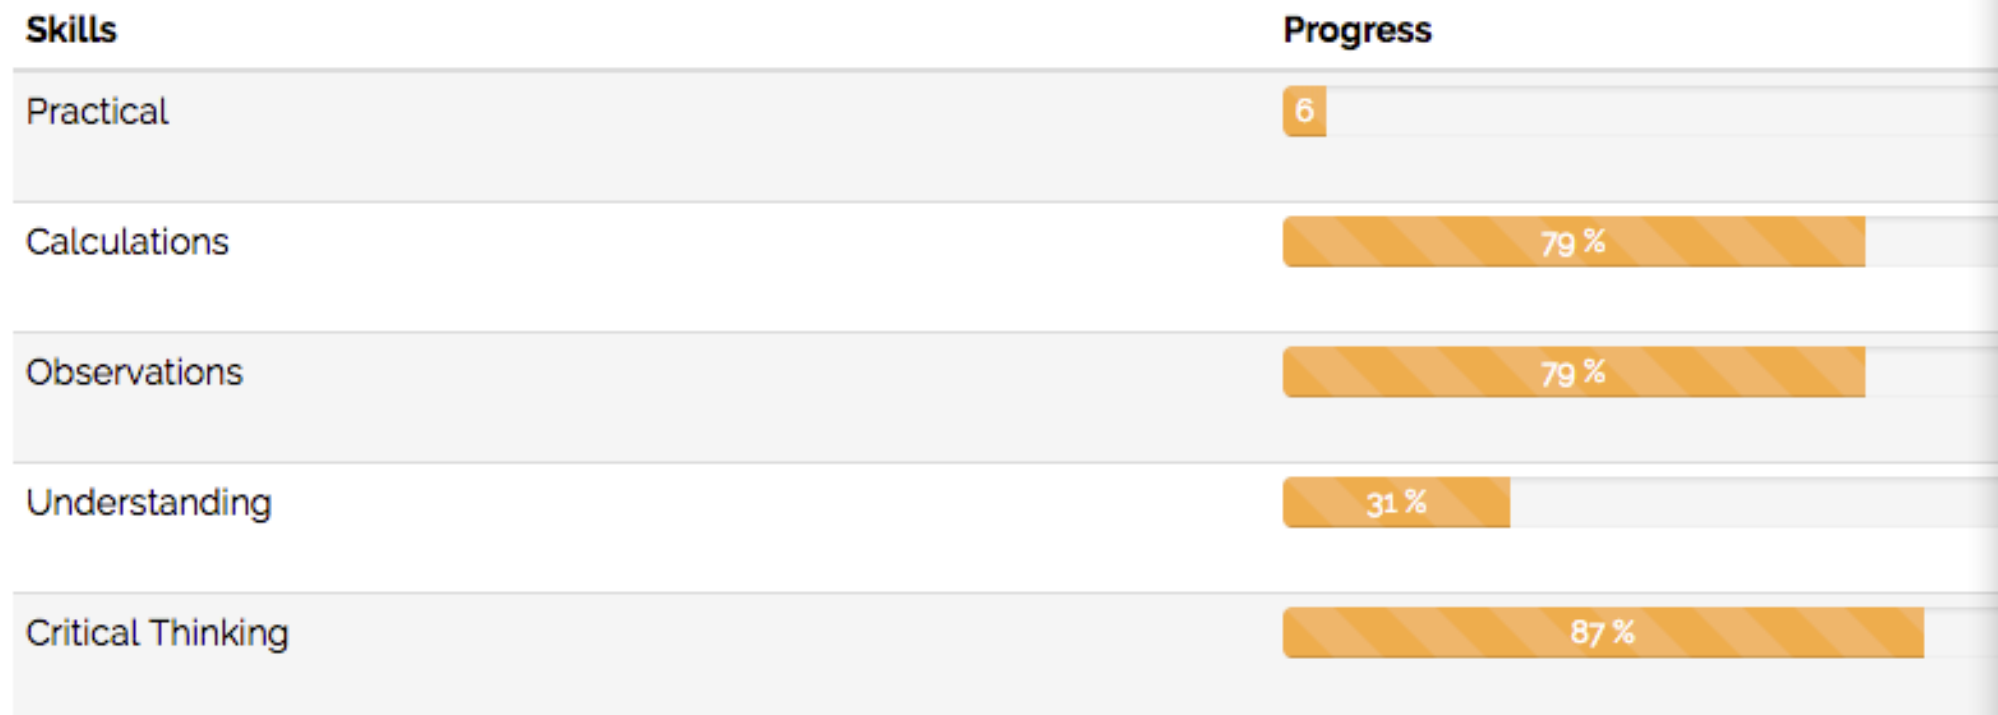 Skills Progress
Practical 6
Calculations 79 %
Observations 79 %
Understanding 31 %
Critical Thinking 87 %